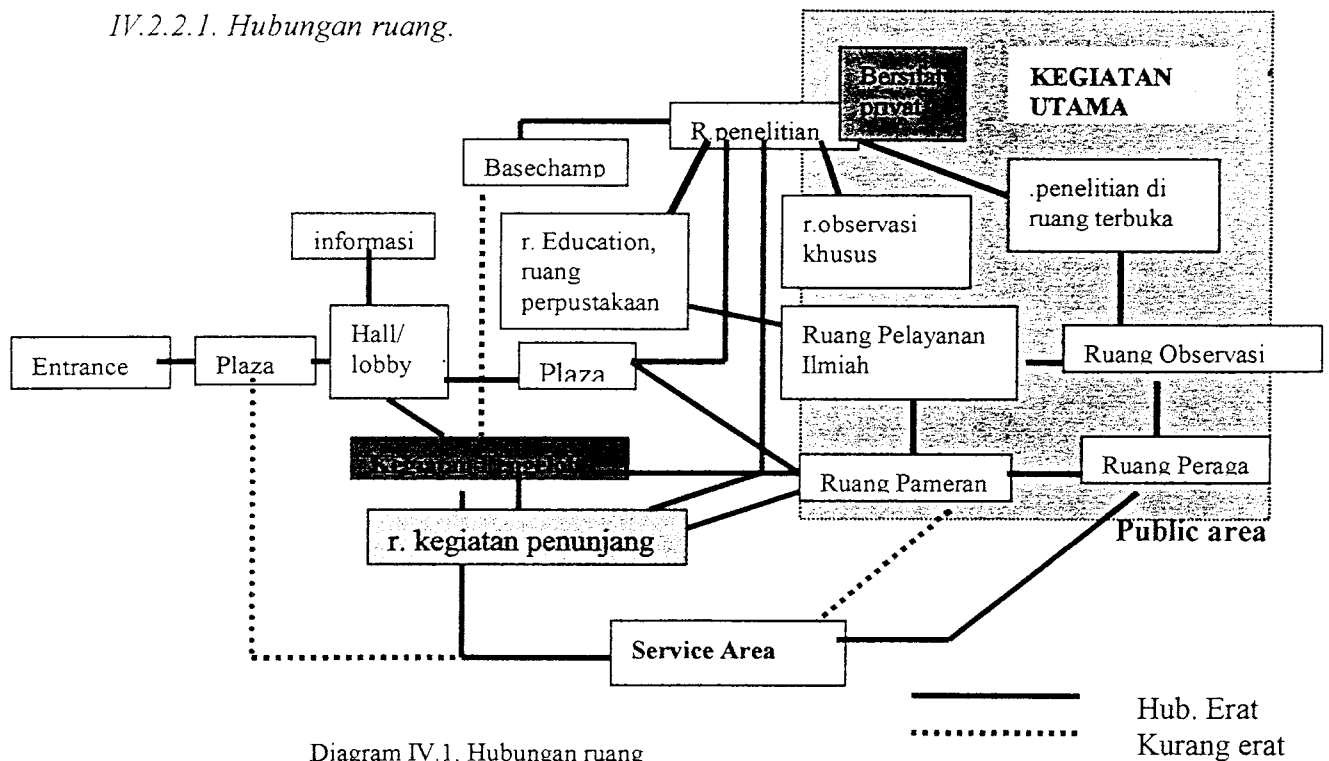 IV.2.2.1. Hubungan ruang.
Bersifat
privat
KEGIATAN
UTAMA
R.penelitian
Basechamp
.penelitian di
ruang terbuka
informasi
r. Education,
ruang
perpustakaan
r.observasi
khusus
Entrance
Plaza
Hall/
lobby
Plaza
Ruang Pelayanan
Ilmiah
Ruang Observasi
Ruang Pameran
Ruang Peraga
r. kegiatan penunjang
Public area
Service Area
Hub. Erat
Kurang erat
Diagram IV.1. Hubungan ruang